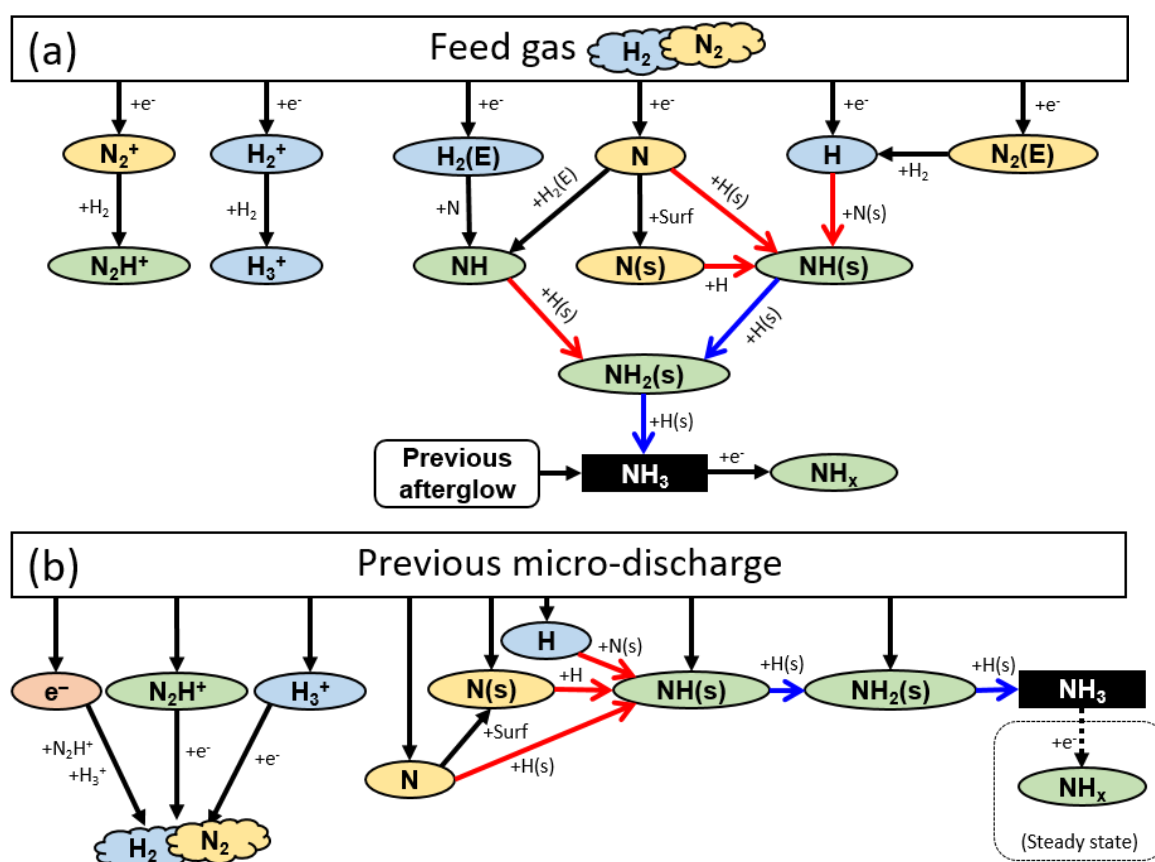 (a) Feed gas H₂ N₂
+e⁻ +e⁻ +e⁻ +e⁻ +e⁻ +e⁻
N₂⁺ H₂⁺ H₂(E) N H N₂(E)
+H₂
+H₂ +H₂ +N +H₂(E) +Surf +H(s) +N(s)
N₂H⁺ H₃⁺ NH N(s) NH(s)
+H
+H(s) +H(s)
NH₂(s)
+H(s)
Previous
afterglow
NH₃ +e⁻ NHₓ
(b) Previous micro-discharge
H
+N(s)
e⁻ N₂H⁺ H₃⁺ N(s) +H NH(s) +H(s) NH₂(s) +H(s) NH₃
+Surf
+N₂H⁺
+H₃⁺
+e⁻ +e⁻ N +H(s) +e⁻
NHₓ
H₂ N₂
(Steady state)